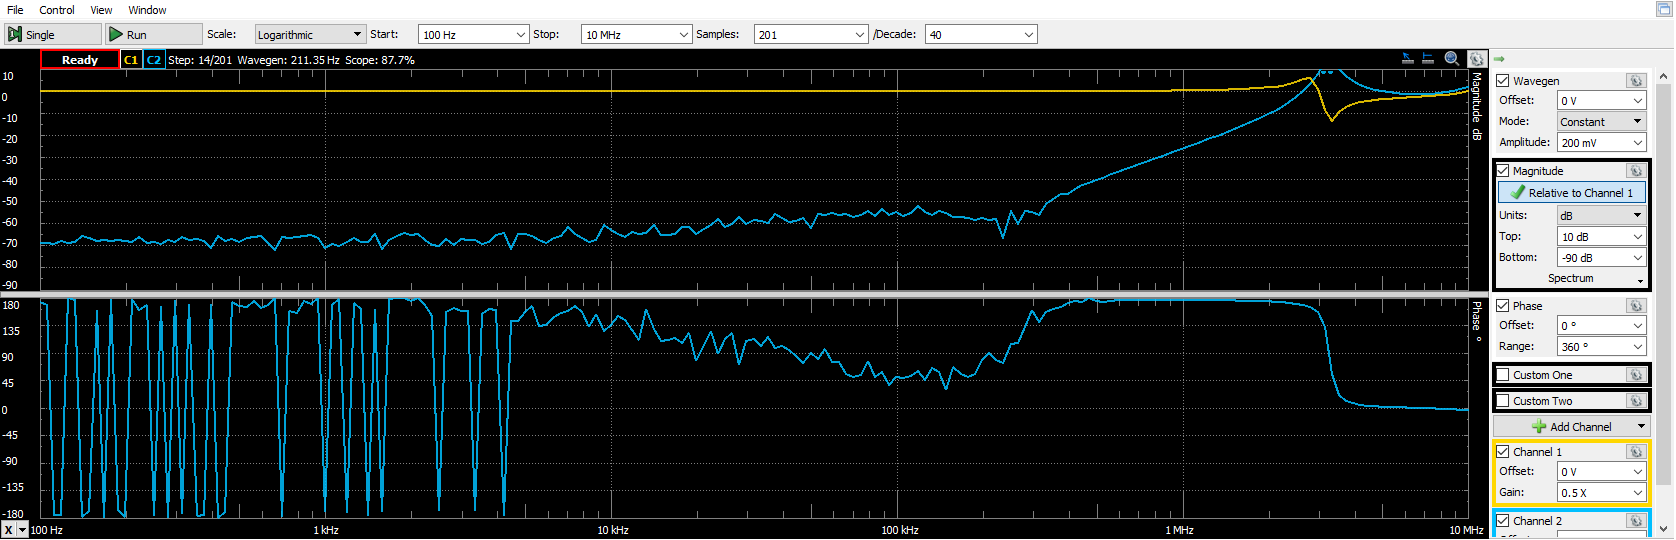 File Control View Window
Single Run Scale: Logarithmic Start: 100 Hz Stop: 10 MHz Samples: 201 /Decade: 40
Ready C1 C2 Step: 14/201 Wavegen: 211.35 Hz Scope: 87.7%
10
0
-10
-20
-30
-40
-50
-60
-70
-80
-90
Magnitude dB
180
135
90
45
0
-45
-90
-135
-180
Phase °
X 100 Hz 1 kHz 10 kHz 100 kHz 1 MHz 10 MHz
Wavegen
Offset: 0 V
Mode: Constant
Amplitude: 200 mV
Magnitude
Relative to Channel 1
Units: dB
Top: 10 dB
Bottom: -90 dB
Spectrum
Phase
Offset: 0 °
Range: 360 °
Custom One
Custom Two
Add Channel
Channel 1
Offset: 0 V
Gain: 0.5 X
Channel 2